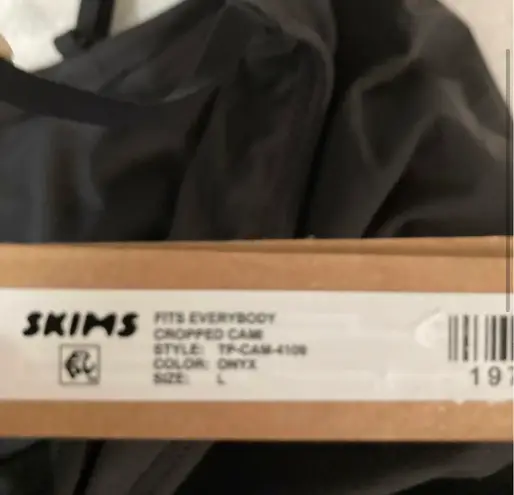 SKIMS
FITS EVERYBODY
CROPPED CAMI
STYLE: TP-CAM-4109
COLOR: ONYX
SIZE: L
197